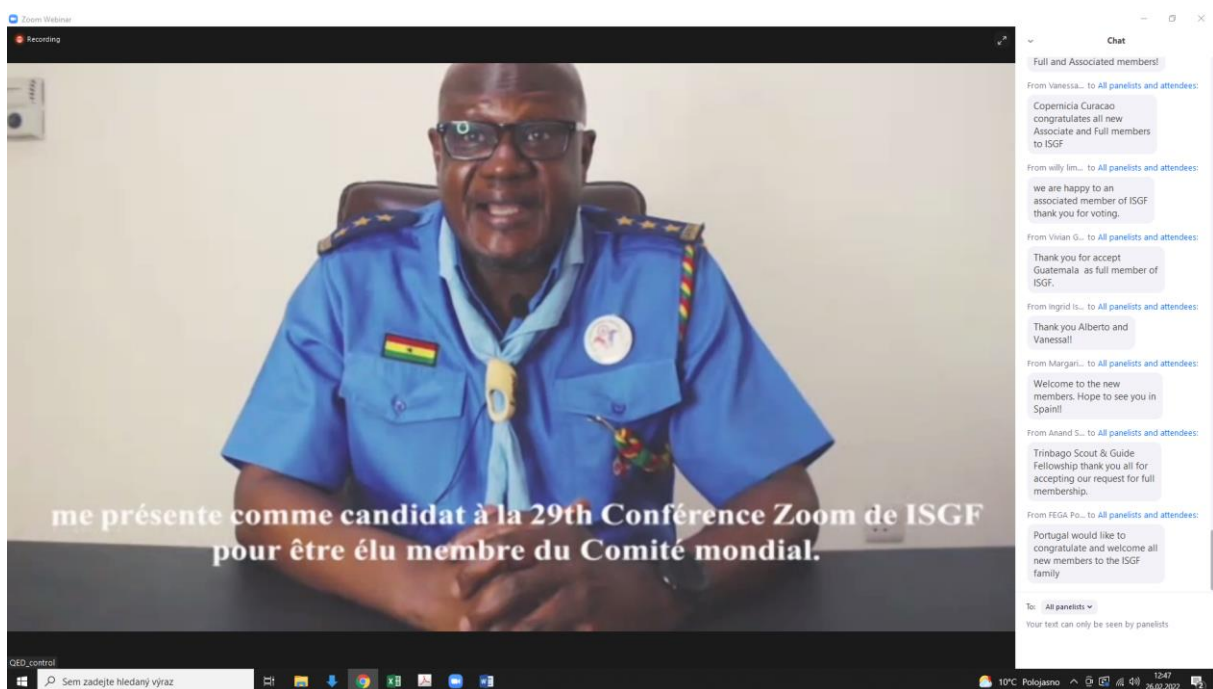 Zoom Webinar
Recording
me présente comme candidat à la 29th Conférence Zoom de ISGF
pour être élu membre du Comité mondial.
QED_control
Chat
Full and Associated members!
From Vanessa... to All panelists and attendees:
Copernicia Curacao
congratulates all new
Associate and Full members
to ISGF
From willy lim... to All panelists and attendees:
we are happy to an
associated member of ISGF
thank you for voting.
From Vivian G... to All panelists and attendees:
Thank you for accept
Guatemala as full member of
ISGF.
From Ingrid Is... to All panelists and attendees:
Thank you Alberto and
Vanessa!!
From Margari... to All panelists and attendees:
Welcome to the new
members. Hope to see you in
Spain!!
From Anand S... to All panelists and attendees:
Trinbago Scout & Guide
Fellowship thank you all for
accepting our request for full
membership.
From FEGA Po... to All panelists and attendees:
Portugal would like to
congratulate and welcome all
new members to the ISGF
family
To: All panelists
Your text can only be seen by panelists
Sem zadejte hledaný výraz
10°C Polojasno
12:47
26.02.2022